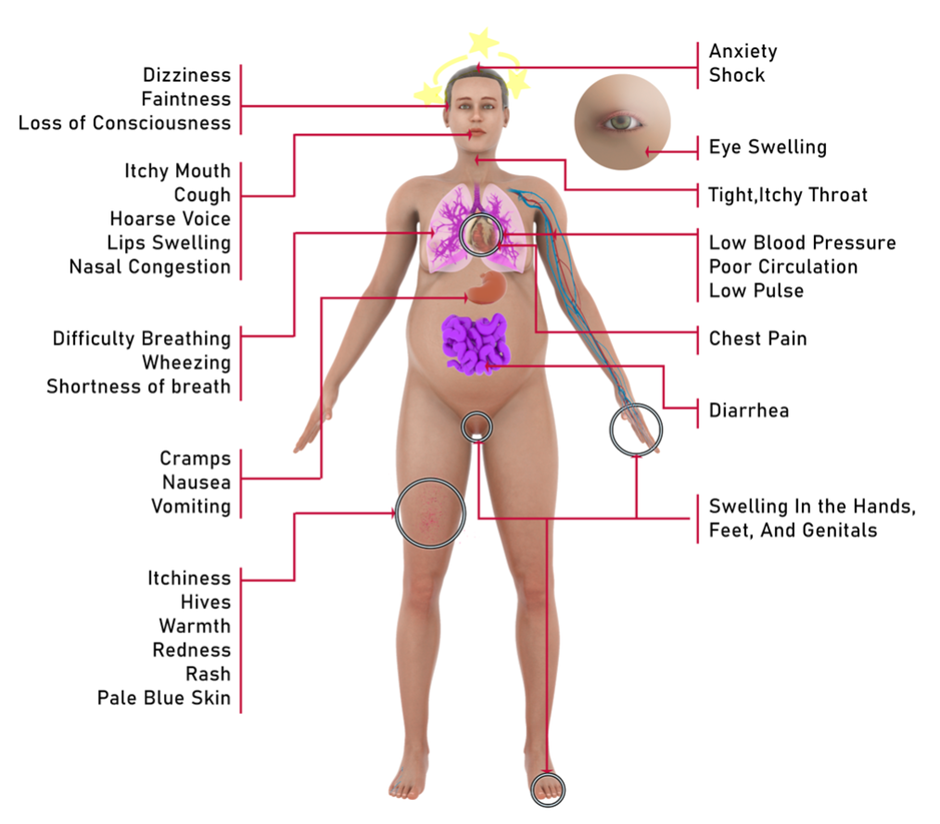 Dizziness
Faintness
Loss of Consciousness
Itchy Mouth
Cough
Hoarse Voice
Lips Swelling
Nasal Congestion
Difficulty Breathing
Wheezing
Shortness of breath
Cramps
Nausea
Vomiting
Itchiness
Hives
Warmth
Redness
Rash
Pale Blue Skin
Anxiety
Shock
Eye Swelling
Tight,Itchy Throat
Low Blood Pressure
Poor Circulation
Low Pulse
Chest Pain
Diarrhea
Swelling In the Hands,
Feet, And Genitals